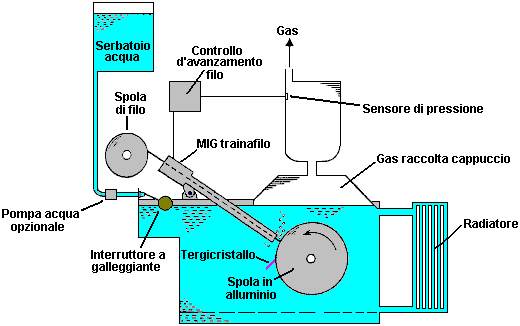 Gas
Serbatoio
acqua
Controllo
d'avanzamento
filo
Spola
di filo
Sensore di pressione
MIG trainafilo
Gas raccolta cappuccio
Pompa acqua
opzionale
Interruttore a
galleggiante
Tergicristallo
Spola in
alluminio
Radiatore